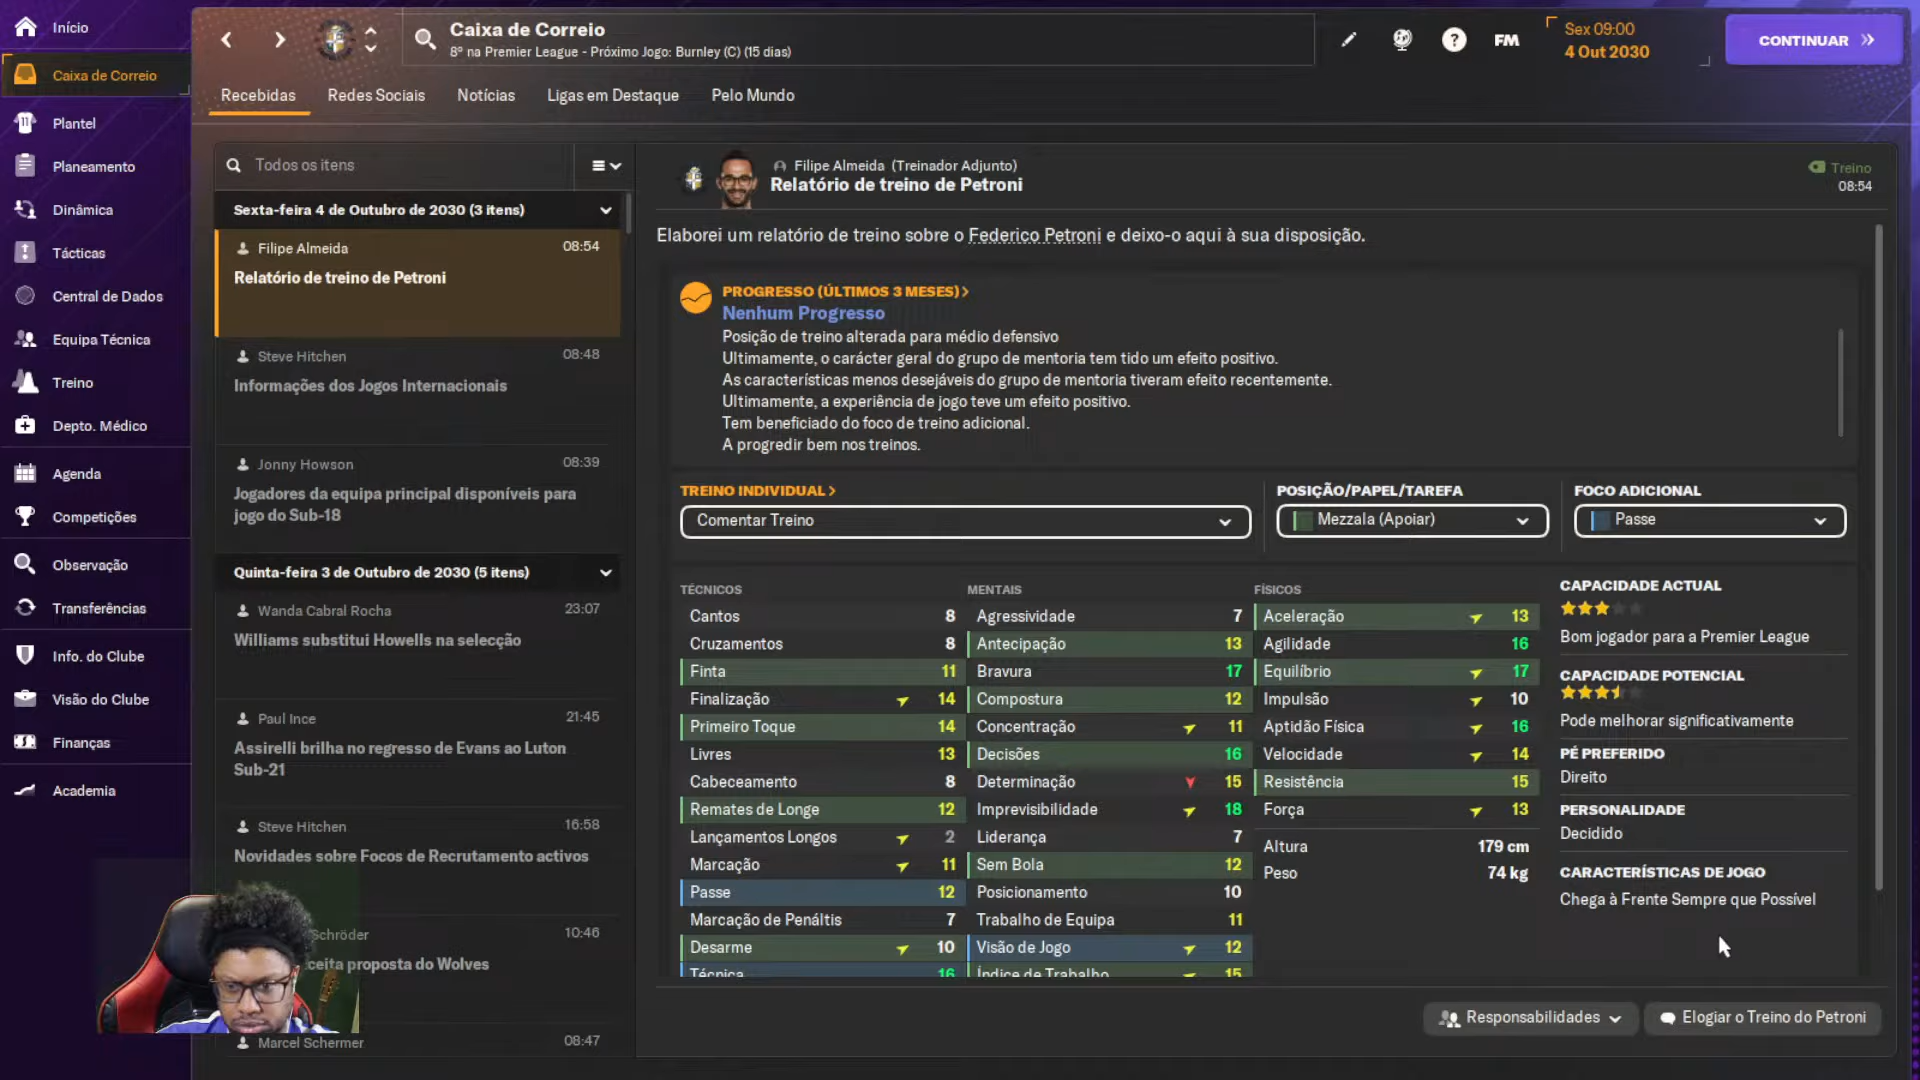 Início
Caixa de Correio
Plantel
Planeamento
Dinâmica
Tácticas
Central de Dados
Equipa Técnica
Treino
Depto. Médico
Agenda
Competições
Observação
Transferências
Info. do Clube
Visão do Clube
Finanças
Academia
Caixa de Correio
8º na Premier League - Próximo Jogo: Burnley (C) (15 dias)
?
FM
Sex 09:00
4 Out 2030
CONTINUAR
Recebidas
Redes Sociais
Notícias
Ligas em Destaque
Pelo Mundo
Todos os itens
Sexta-feira 4 de Outubro de 2030 (3 itens)
Filipe Almeida 08:54
Relatório de treino de Petroni
Steve Hitchen 08:48
Informações dos Jogos Internacionais
Jonny Howson 08:39
Jogadores da equipa principal disponíveis para
jogo do Sub-18
Quinta-feira 3 de Outubro de 2030 (5 itens)
Wanda Cabral Rocha 23:07
Williams substitui Howells na selecção
Paul Ince 21:45
Assirelli brilha no regresso de Evans ao Luton
Sub-21
Steve Hitchen 16:58
Novidades sobre Focos de Recrutamento activos
Schröder 10:46
proposta do Wolves
Marcel Schermer 08:47
Filipe Almeida (Treinador Adjunto)
Relatório de treino de Petroni
Treino
08:54
Elaborei um relatório de treino sobre o Federico Petroni e deixo-o aqui à sua disposição.
PROGRESSO (ÚLTIMOS 3 MESES)
Nenhum Progresso
Posição de treino alterada para médio defensivo
Ultimamente, o carácter geral do grupo de mentoria tem tido um efeito positivo.
As características menos desejáveis do grupo de mentoria tiveram efeito recentemente.
Ultimamente, a experiência de jogo teve um efeito positivo.
Tem beneficiado do foco de treino adicional.
A progredir bem nos treinos.
TREINO INDIVIDUAL
Comentar Treino
POSIÇÃO/PAPEL/TAREFA
Mezzala (Apoiar)
FOCO ADICIONAL
Passe
TÉCNICOS
Cantos 8
Cruzamentos 8
Finta 11
Finalização 14
Primeiro Toque 14
Livres 13
Cabeceamento 8
Remates de Longe 12
Lançamentos Longos 2
Marcação 11
Passe 12
Marcação de Penáltis 7
Desarme 10
Técnica 16
MENTAIS
Agressividade 7
Antecipação 13
Bravura 17
Compostura 12
Concentração 11
Decisões 16
Determinação 15
Imprevisibilidade 18
Liderança 7
Sem Bola 12
Posicionamento 10
Trabalho de Equipa 11
Visão de Jogo 12
Índice de Trabalho 15
FÍSICOS
Aceleração 13
Agilidade 16
Equilíbrio 17
Impulsão 10
Aptidão Física 16
Velocidade 14
Resistência 15
Força 13
Altura 179 cm
Peso 74 kg
CAPACIDADE ACTUAL
Bom jogador para a Premier League
CAPACIDADE POTENCIAL
Pode melhorar significativamente
PÉ PREFERIDO
Direito
PERSONALIDADE
Decidido
CARACTERÍSTICAS DE JOGO
Chega à Frente Sempre que Possível
Responsabilidades
Elogiar o Treino do Petroni